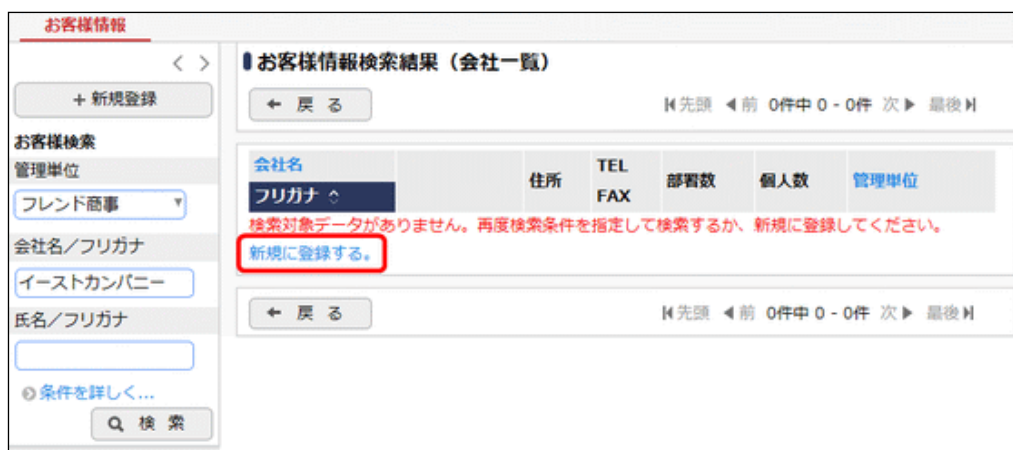 お客様情報
< >
+ 新規登録
お客様検索
管理単位
フレンド商事
会社名／フリガナ
イーストカンパニー
氏名／フリガナ
条件を詳しく...
検 索
お客様情報検索結果（会社一覧）
戻 る
先頭 前 0件中 0 - 0件 次 最後
会社名
フリガナ
住所
TEL
FAX
部署数
個人数
管理単位
検索対象データがありません。再度検索条件を指定して検索するか、新規に登録してください。
新規に登録する。
戻 る
先頭 前 0件中 0 - 0件 次 最後